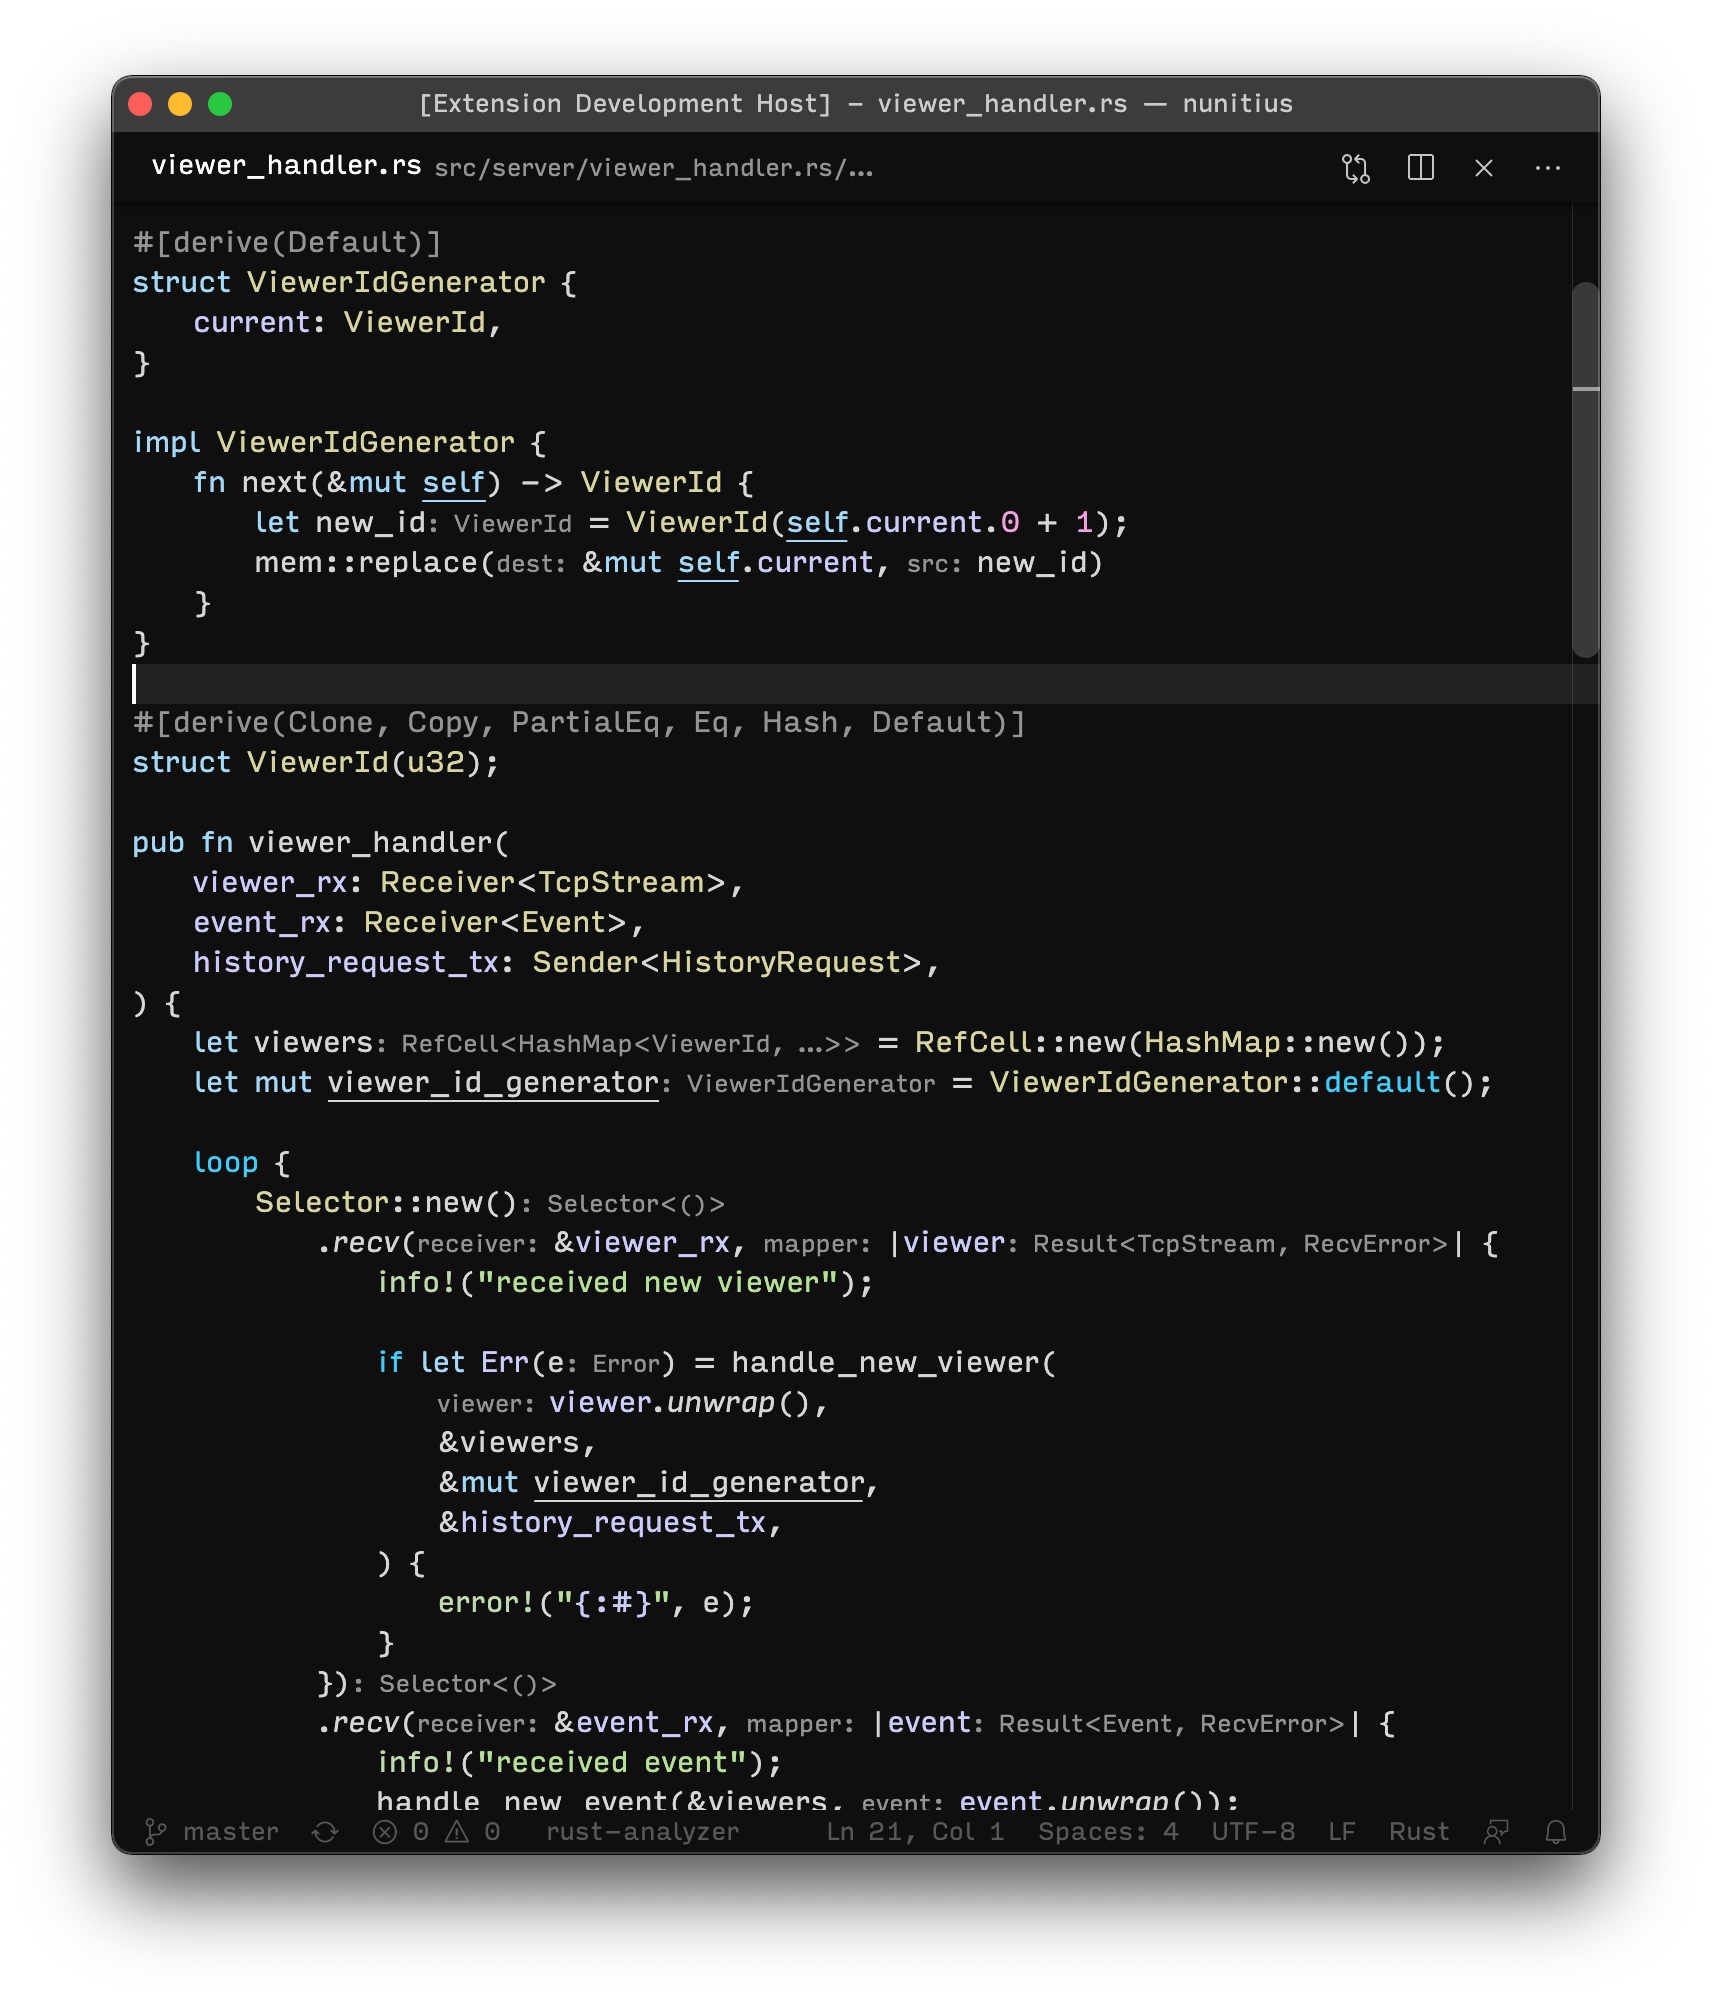 [Extension Development Host] – viewer_handler.rs — nunitius
viewer_handler.rs src/server/viewer_handler.rs/...
#[derive(Default)]
struct ViewerIdGenerator {
    current: ViewerId,
}

impl ViewerIdGenerator {
    fn next(&mut self) -> ViewerId {
        let new_id: ViewerId = ViewerId(self.current.0 + 1);
        mem::replace(dest: &mut self.current, src: new_id)
    }
}

#[derive(Clone, Copy, PartialEq, Eq, Hash, Default)]
struct ViewerId(u32);

pub fn viewer_handler(
    viewer_rx: Receiver<TcpStream>,
    event_rx: Receiver<Event>,
    history_request_tx: Sender<HistoryRequest>,
) {
    let viewers: RefCell<HashMap<ViewerId, …>> = RefCell::new(HashMap::new());
    let mut viewer_id_generator: ViewerIdGenerator = ViewerIdGenerator::default();

    loop {
        Selector::new(): Selector<()>
            .recv(receiver: &viewer_rx, mapper: |viewer: Result<TcpStream, RecvError>| {
                info!("received new viewer");

                if let Err(e: Error) = handle_new_viewer(
                    viewer: viewer.unwrap(),
                    &viewers,
                    &mut viewer_id_generator,
                    &history_request_tx,
                ) {
                    error!("{:#}", e);
                }
            }): Selector<()>
            .recv(receiver: &event_rx, mapper: |event: Result<Event, RecvError>| {
                info!("received event");
                handle_new_event(&viewers, event: event.unwrap());
master 0 0 rust-analyzer Ln 21, Col 1 Spaces: 4 UTF-8 LF Rust